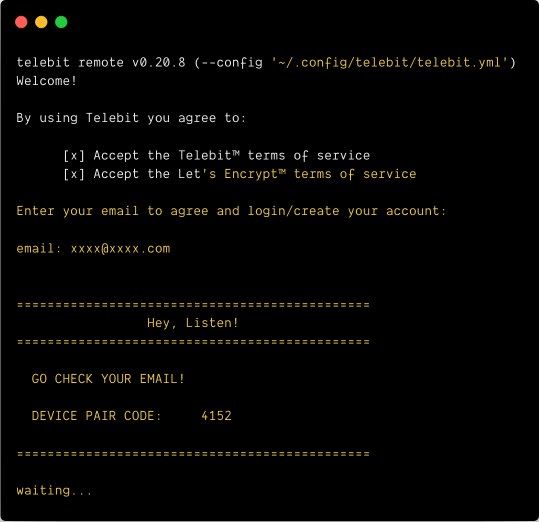 telebit remote v0.20.8 (--config '~/.config/telebit/telebit.yml')
Welcome!
By using Telebit you agree to:
[x] Accept the Telebit™ terms of service
[x] Accept the Let's Encrypt™ terms of service
Enter your email to agree and login/create your account:
email: xxxx@xxxx.com
==============================================
Hey, Listen!
==============================================
GO CHECK YOUR EMAIL!
DEVICE PAIR CODE:     4152
==============================================
waiting...